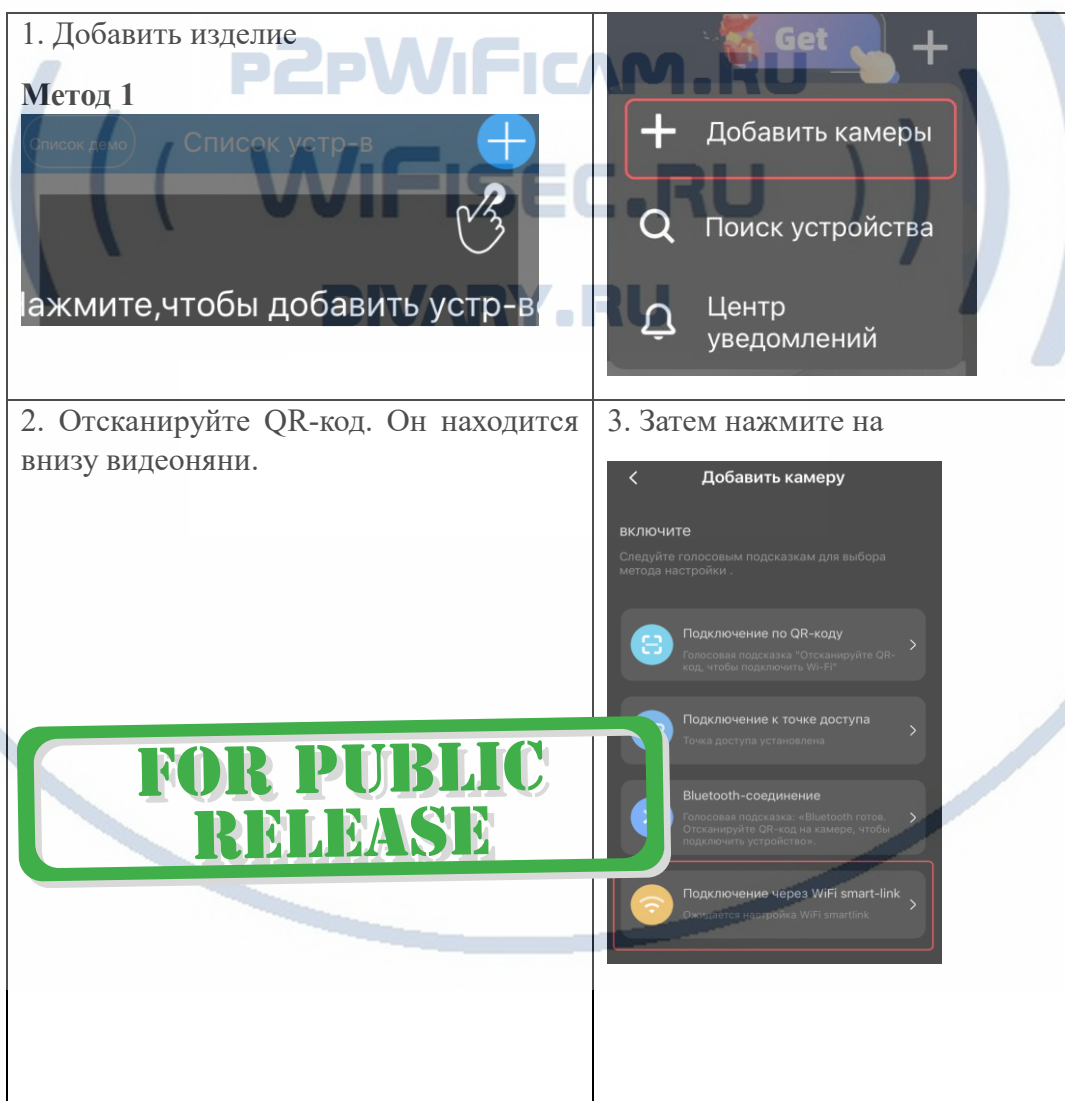 1. Добавить изделие
Метод 1
Список демо
Список устр-в
Нажмите,чтобы добавить устр-во
Get
Добавить камеры
Поиск устройства
Центр
уведомлений
P2PWIFICAM.RU
WIFISEC.RU
DIVARY.RU
2. Отсканируйте QR-код. Он находится
внизу видеоняни.
3. Затем нажмите на
Добавить камеру
включите
Следуйте голосовым подсказкам для выбора
метода настройки .
Подключение по QR-коду
Голосовая подсказка "Отсканируйте QR-
код, чтобы подключить Wi-Fi"
Подключение к точке доступа
Точка доступа установлена
Bluetooth-соединение
Голосовая подсказка: «Bluetooth готов.
Отсканируйте QR-код на камере, чтобы
подключить устройство».
Подключение через WiFi smart-link
Ожидается настройка WiFi smartlink
FOR PUBLIC
RELEASE